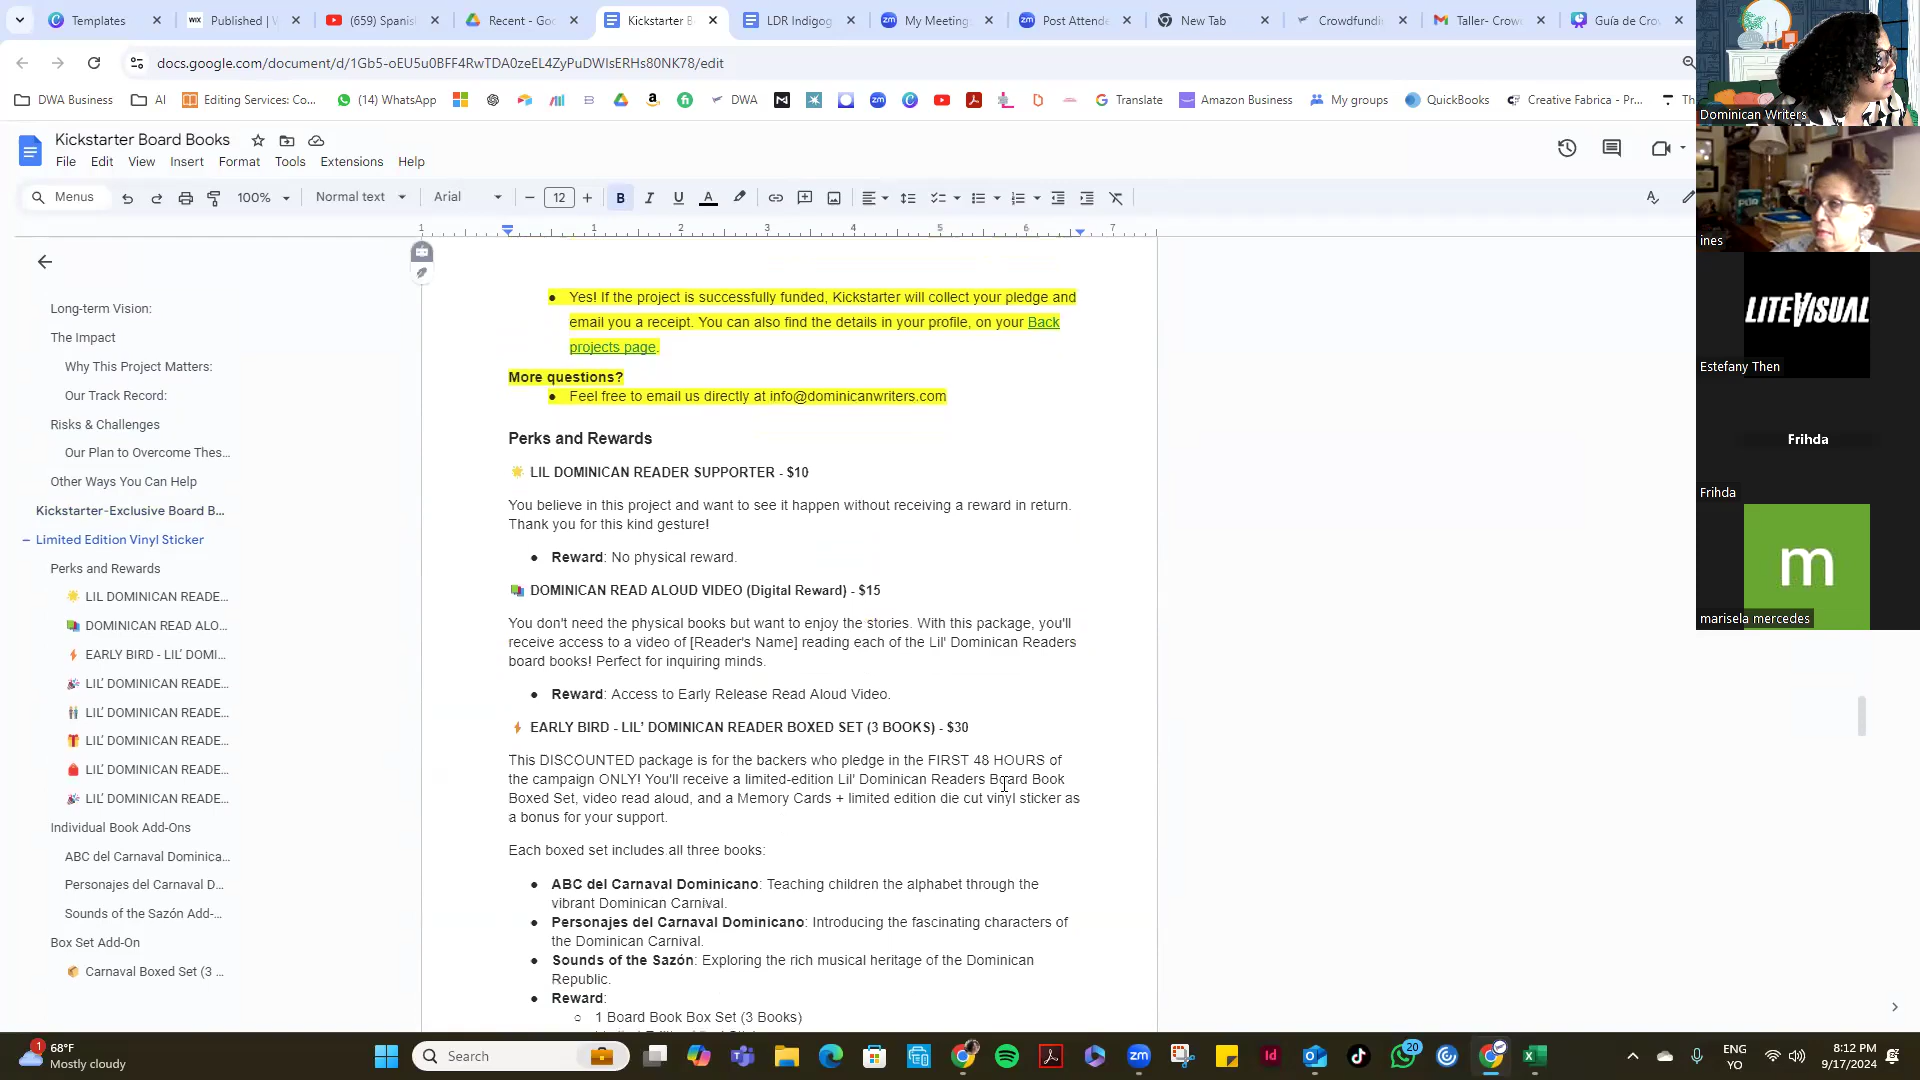 Templates
Published | W
(659) Spanis
Recent - Goo
Kickstarter B
LDR Indigog
My Meeting
Post Attende
New Tab
Crowdfundi
Taller- Crow
Guía de Cro
docs.google.com/document/d/1Gb5-oEU5u0BFF4RwTDA0zeEL4ZyPuDWIsERHs80NK78/edit
DWA Business
AI
Editing Services: Co...
(14) WhatsApp
DWA
Translate
Amazon Business
My groups
QuickBooks
Creative Fabrica - Pr...
Th
Kickstarter Board Books
File Edit View Insert Format Tools Extensions Help
Menus
100%
Normal text
Arial
12
1 1 2 3 4 5 6 7
Long-term Vision:
The Impact
Why This Project Matters:
Our Track Record:
Risks & Challenges
Our Plan to Overcome Thes...
Other Ways You Can Help
Kickstarter-Exclusive Board B...
Limited Edition Vinyl Sticker
Perks and Rewards
LIL DOMINICAN READE...
DOMINICAN READ ALO...
EARLY BIRD - LIL' DOMI...
LIL' DOMINICAN READE...
LIL' DOMINICAN READE...
LIL' DOMINICAN READE...
LIL' DOMINICAN READE...
LIL' DOMINICAN READE...
Individual Book Add-Ons
ABC del Carnaval Dominica...
Personajes del Carnaval D...
Sounds of the Sazón Add-...
Box Set Add-On
Carnaval Boxed Set (3 ...
● Yes! If the project is successfully funded, Kickstarter will collect your pledge and
email you a receipt. You can also find the details in your profile, on your Back
projects page.
More questions?
● Feel free to email us directly at info@dominicanwriters.com
Perks and Rewards
LIL DOMINICAN READER SUPPORTER - $10
You believe in this project and want to see it happen without receiving a reward in return.
Thank you for this kind gesture!
● Reward: No physical reward.
DOMINICAN READ ALOUD VIDEO (Digital Reward) - $15
You don't need the physical books but want to enjoy the stories. With this package, you'll
receive access to a video of [Reader's Name] reading each of the Lil' Dominican Readers
board books! Perfect for inquiring minds.
● Reward: Access to Early Release Read Aloud Video.
EARLY BIRD - LIL' DOMINICAN READER BOXED SET (3 BOOKS) - $30
This DISCOUNTED package is for the backers who pledge in the FIRST 48 HOURS of
the campaign ONLY! You'll receive a limited-edition Lil' Dominican Readers Board Book
Boxed Set, video read aloud, and a Memory Cards + limited edition die cut vinyl sticker as
a bonus for your support.
Each boxed set includes all three books:
● ABC del Carnaval Dominicano: Teaching children the alphabet through the
vibrant Dominican Carnival.
● Personajes del Carnaval Dominicano: Introducing the fascinating characters of
the Dominican Carnival.
● Sounds of the Sazón: Exploring the rich musical heritage of the Dominican
Republic.
● Reward:
○ 1 Board Book Box Set (3 Books)
Dominican Writers
ines
LITEVISUAL
Estefany Then
Frihda
Frihda
m
marisela mercedes
1
68°F
Mostly cloudy
Search
20
ENG
YO
8:12 PM
9/17/2024